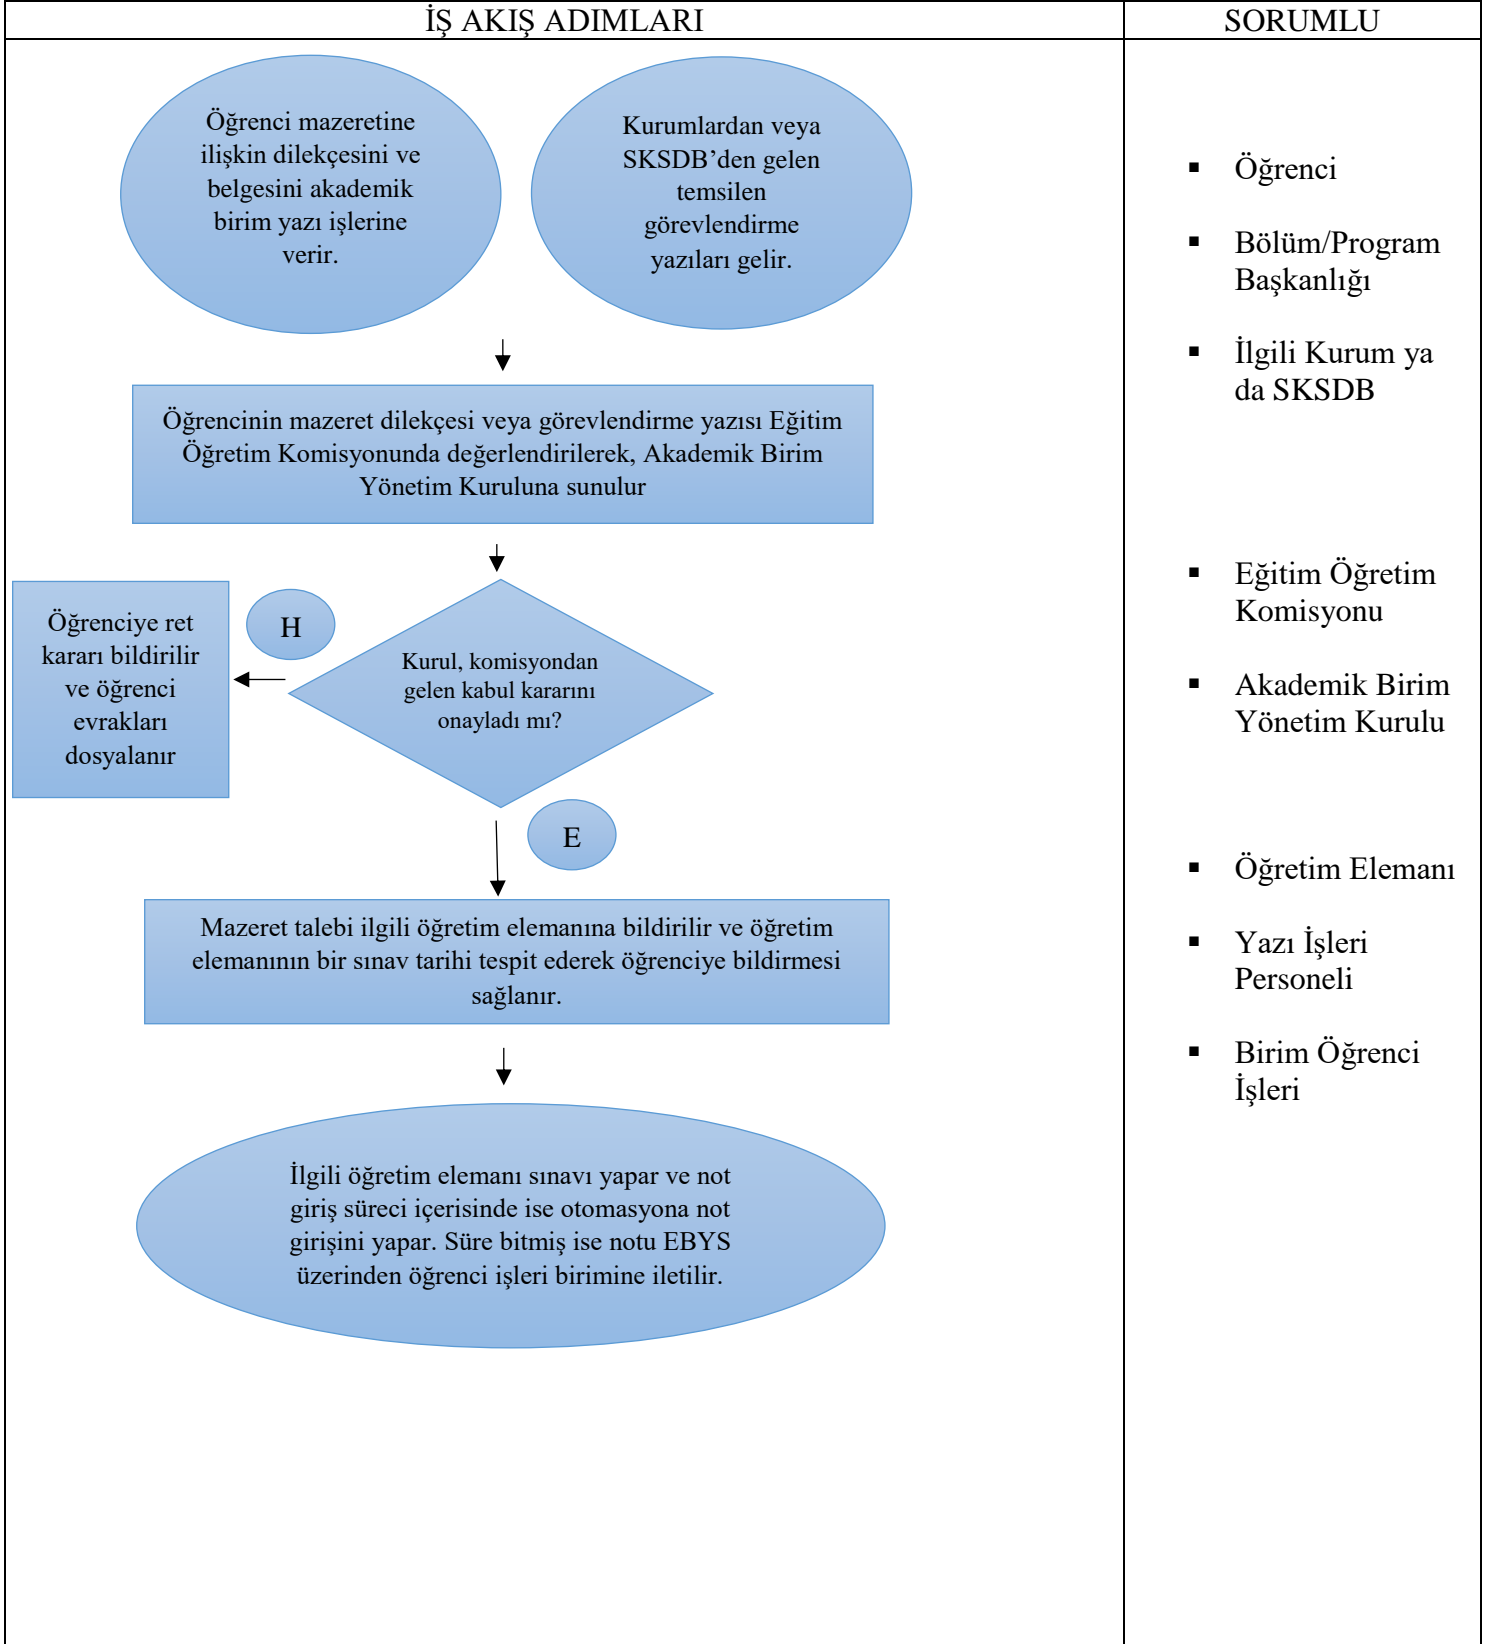 İŞ AKIŞ ADIMLARI
SORUMLU
Öğrenci mazeretine
ilişkin dilekçesini ve
belgesini akademik
birim yazı işlerine
verir.
Kurumlardan veya
SKSDB’den gelen
temsilen
görevlendirme
yazıları gelir.
Öğrencinin mazeret dilekçesi veya görevlendirme yazısı Eğitim
Öğretim Komisyonunda değerlendirilerek, Akademik Birim
Yönetim Kuruluna sunulur
Öğrenciye ret
kararı bildirilir
ve öğrenci
evrakları
dosyalanır
H
Kurul, komisyondan
gelen kabul kararını
onayladı mı?
E
Mazeret talebi ilgili öğretim elemanına bildirilir ve öğretim
elemanının bir sınav tarihi tespit ederek öğrenciye bildirmesi
sağlanır.
İlgili öğretim elemanı sınavı yapar ve not
giriş süreci içerisinde ise otomasyona not
girişini yapar. Süre bitmiş ise notu EBYS
üzerinden öğrenci işleri birimine iletilir.
▪ Öğrenci
▪ Bölüm/Program
Başkanlığı
▪ İlgili Kurum ya
da SKSDB
▪ Eğitim Öğretim
Komisyonu
▪ Akademik Birim
Yönetim Kurulu
▪ Öğretim Elemanı
▪ Yazı İşleri
Personeli
▪ Birim Öğrenci
İşleri